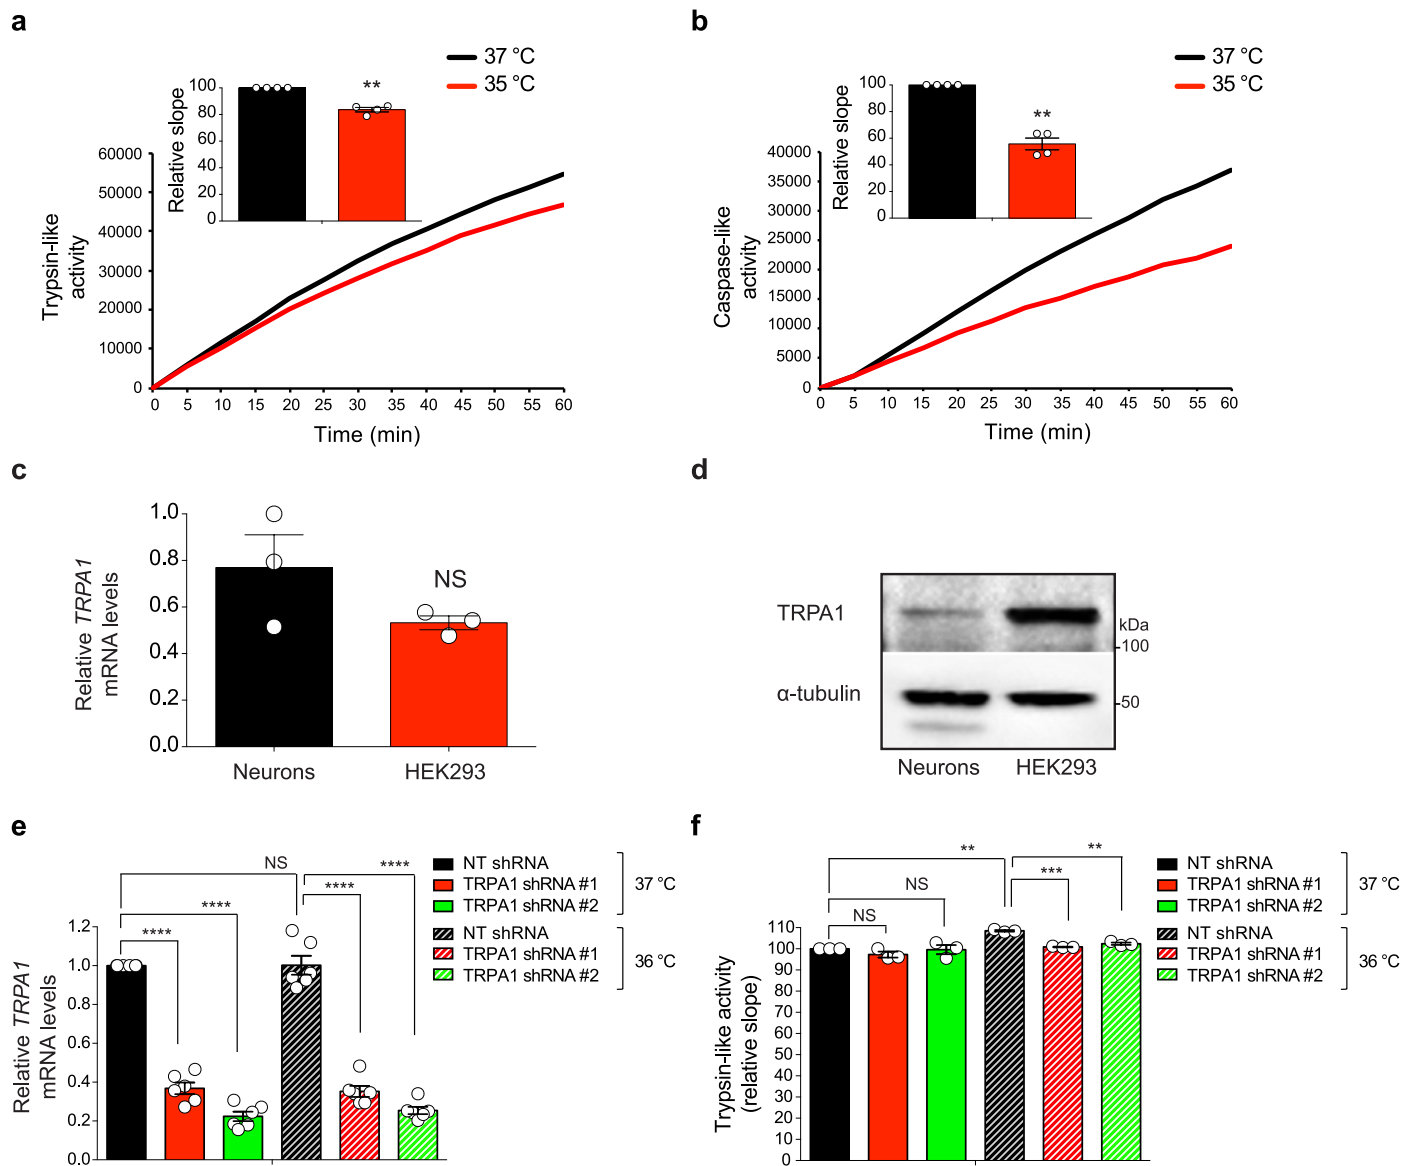 a
37 °C
35 °C
**
Relative slope
100
80
60
40
20
0
Trypsin-like
activity
60000
50000
40000
30000
20000
10000
0
0 5 10 15 20 25 30 35 40 45 50 55 60
Time (min)
b
37 °C
35 °C
**
Relative slope
100
80
60
40
20
0
Caspase-like
activity
40000
35000
30000
25000
20000
15000
10000
5000
0
0 5 10 15 20 25 30 35 40 45 50 55 60
Time (min)
c
Relative TRPA1
mRNA levels
1.0
0.8
0.6
0.4
0.2
0.0
NS
Neurons HEK293
d
TRPA1
kDa
100
α-tubulin
50
Neurons HEK293
e
NS
****
****
****
****
NT shRNA
TRPA1 shRNA #1
TRPA1 shRNA #2
37 °C
NT shRNA
TRPA1 shRNA #1
TRPA1 shRNA #2
36 °C
Relative TRPA1
mRNA levels
1.2
1.0
0.8
0.6
0.4
0.2
0.0
f
**
**
NS
***
NS
NT shRNA
TRPA1 shRNA #1
TRPA1 shRNA #2
37 °C
NT shRNA
TRPA1 shRNA #1
TRPA1 shRNA #2
36 °C
Trypsin-like activity
(relative slope)
110
100
90
80
70
60
50
40
30
20
10
0